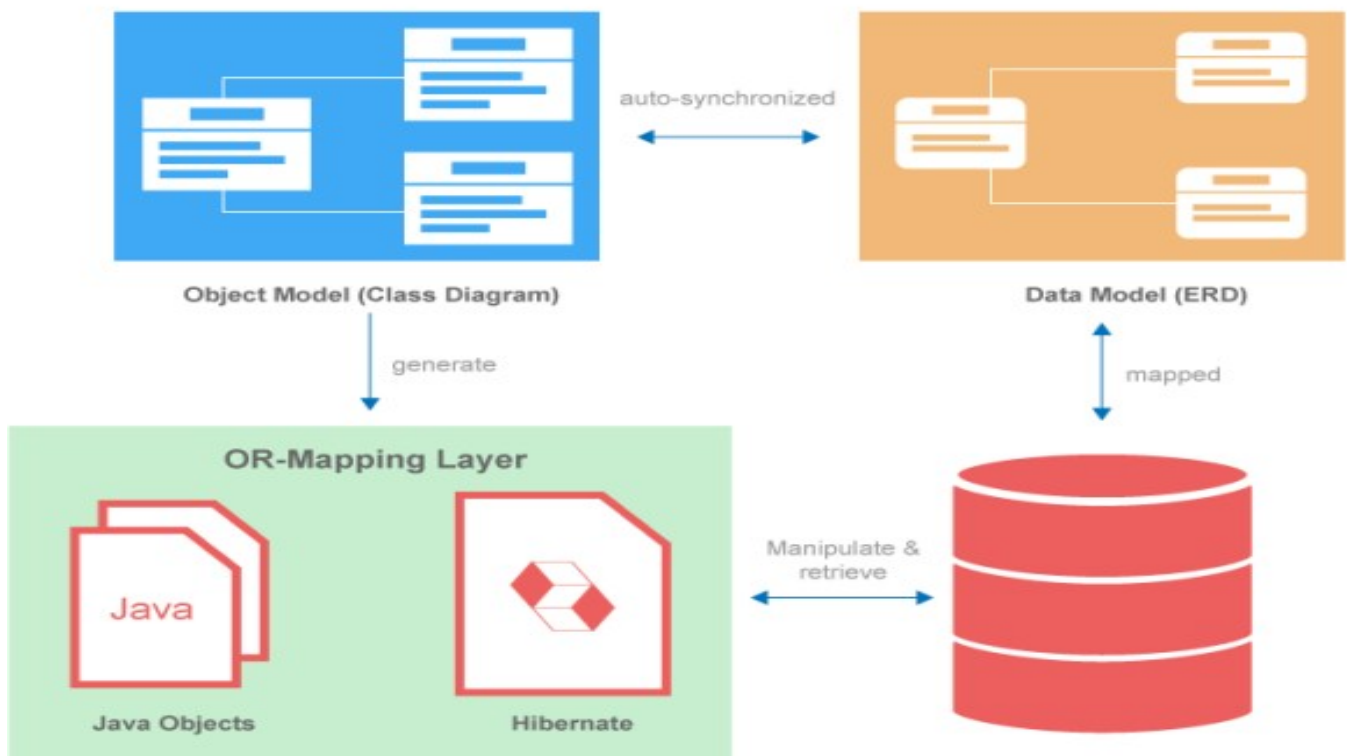 auto-synchronized
Object Model (Class Diagram)
Data Model (ERD)
generate
mapped
OR-Mapping Layer
Java
Manipulate &
retrieve
Java Objects
Hibernate